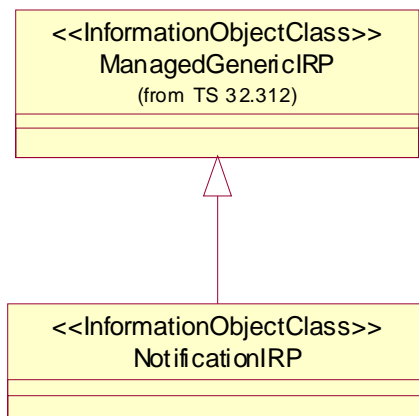 <<InformationObjectClass>>
ManagedGenericIRP
(from TS 32.312)
<<InformationObjectClass>>
NotificationIRP